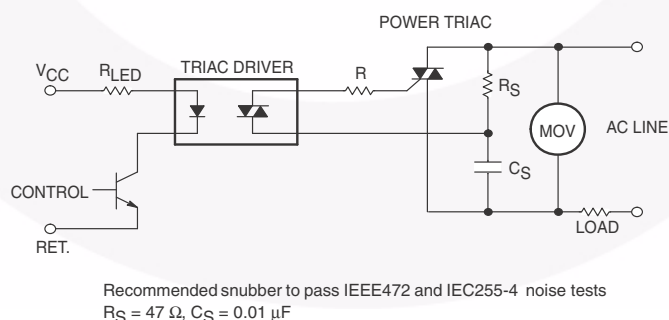 POWER TRIAC
VCC
RLED
TRIAC DRIVER
R
RS
MOV
AC LINE
CS
CONTROL
LOAD
RET.
Recommended snubber to pass IEEE472 and IEC255-4 noise tests
RS = 47 Ω, CS = 0.01 μF